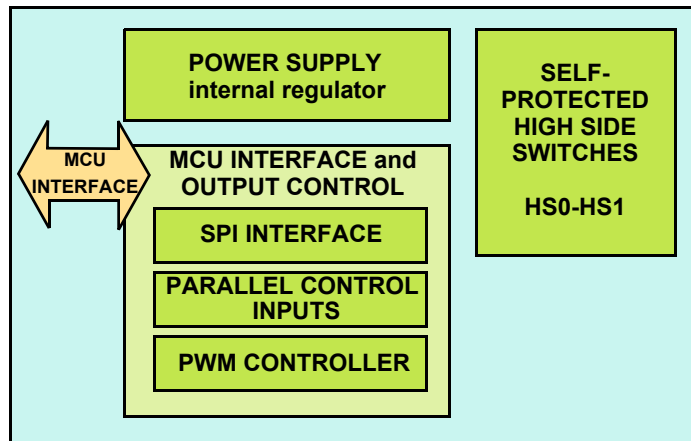 POWER SUPPLY
internal regulator
SELF-
PROTECTED
HIGH SIDE
SWITCHES
HS0-HS1
MCU
INTERFACE
MCU INTERFACE and
OUTPUT CONTROL
SPI INTERFACE
PARALLEL CONTROL
INPUTS
PWM CONTROLLER